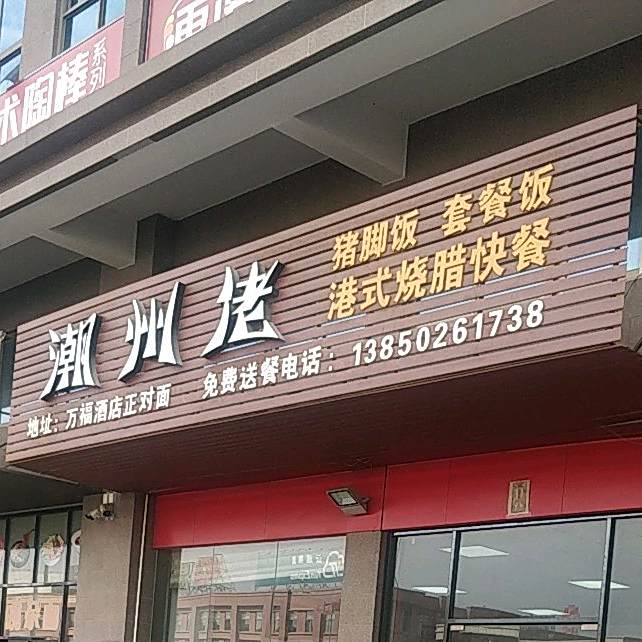 术陶棒
系列
猪脚饭 套餐饭
港式烧腊快餐
潮州佬
地址：万福酒店正对面
免费送餐电话：13850261738